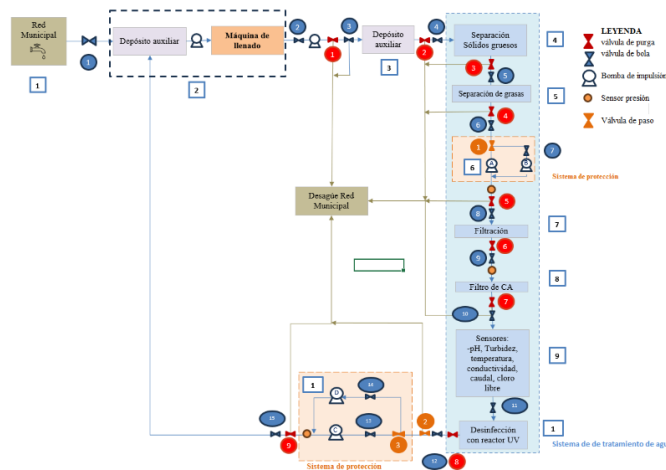 Red
Municipal
1
1
Depósito auxiliar
Máquina de
llenado
2
2
3
1
Depósito
auxiliar
3
4
2
Separación
Sólidos gruesos
4
3
5
Separación de grasas
5
4
6
1
7
6
A
B
Sistema de protección
5
8
Desagüe Red
Municipal
Filtración
7
6
9
8
Filtro de CA
7
10
Sensores:
-pH, Turbidez,
temperatura,
conductividad,
caudal, cloro
libre
9
11
Desinfección
con reactor UV
1
Sistema de de tratamiento de agu
12
8
2
3
1
D
14
C
13
15
9
Sistema de protección
LEYENDA
válvula de purga
válvula de bola
Bomba de impulsión
Sensor presión
Válvula de paso